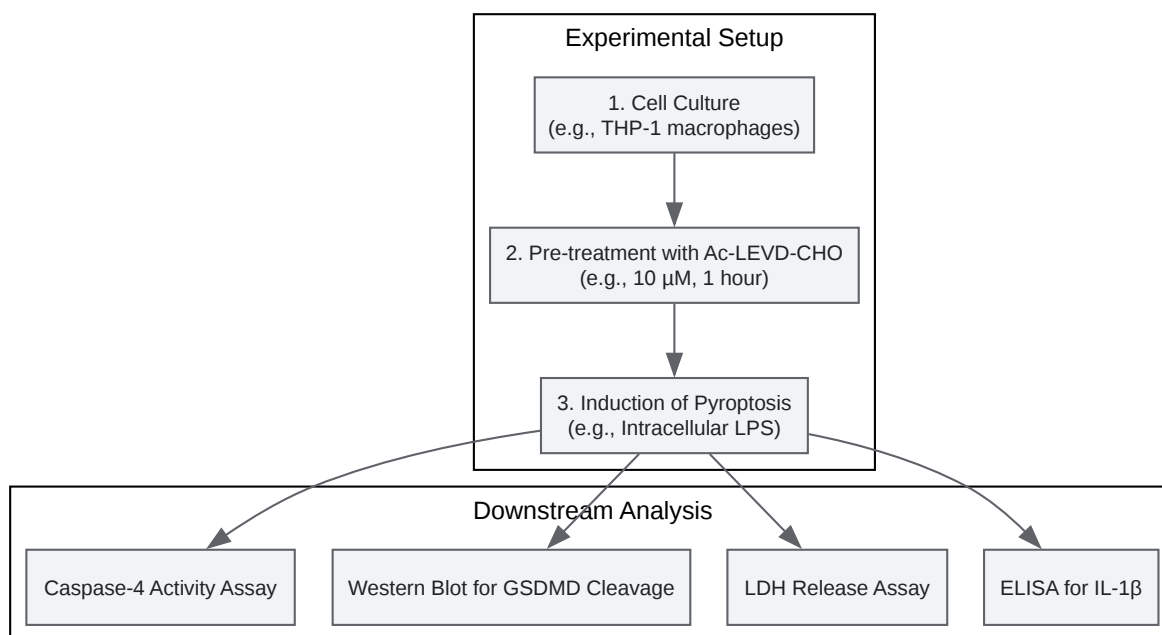 Experimental Setup
1. Cell Culture
(e.g., THP-1 macrophages)
2. Pre-treatment with Ac-LEVD-CHO
(e.g., 10 µM, 1 hour)
3. Induction of Pyroptosis
(e.g., Intracellular LPS)
Downstream Analysis
Caspase-4 Activity Assay
Western Blot for GSDMD Cleavage
LDH Release Assay
ELISA for IL-1β